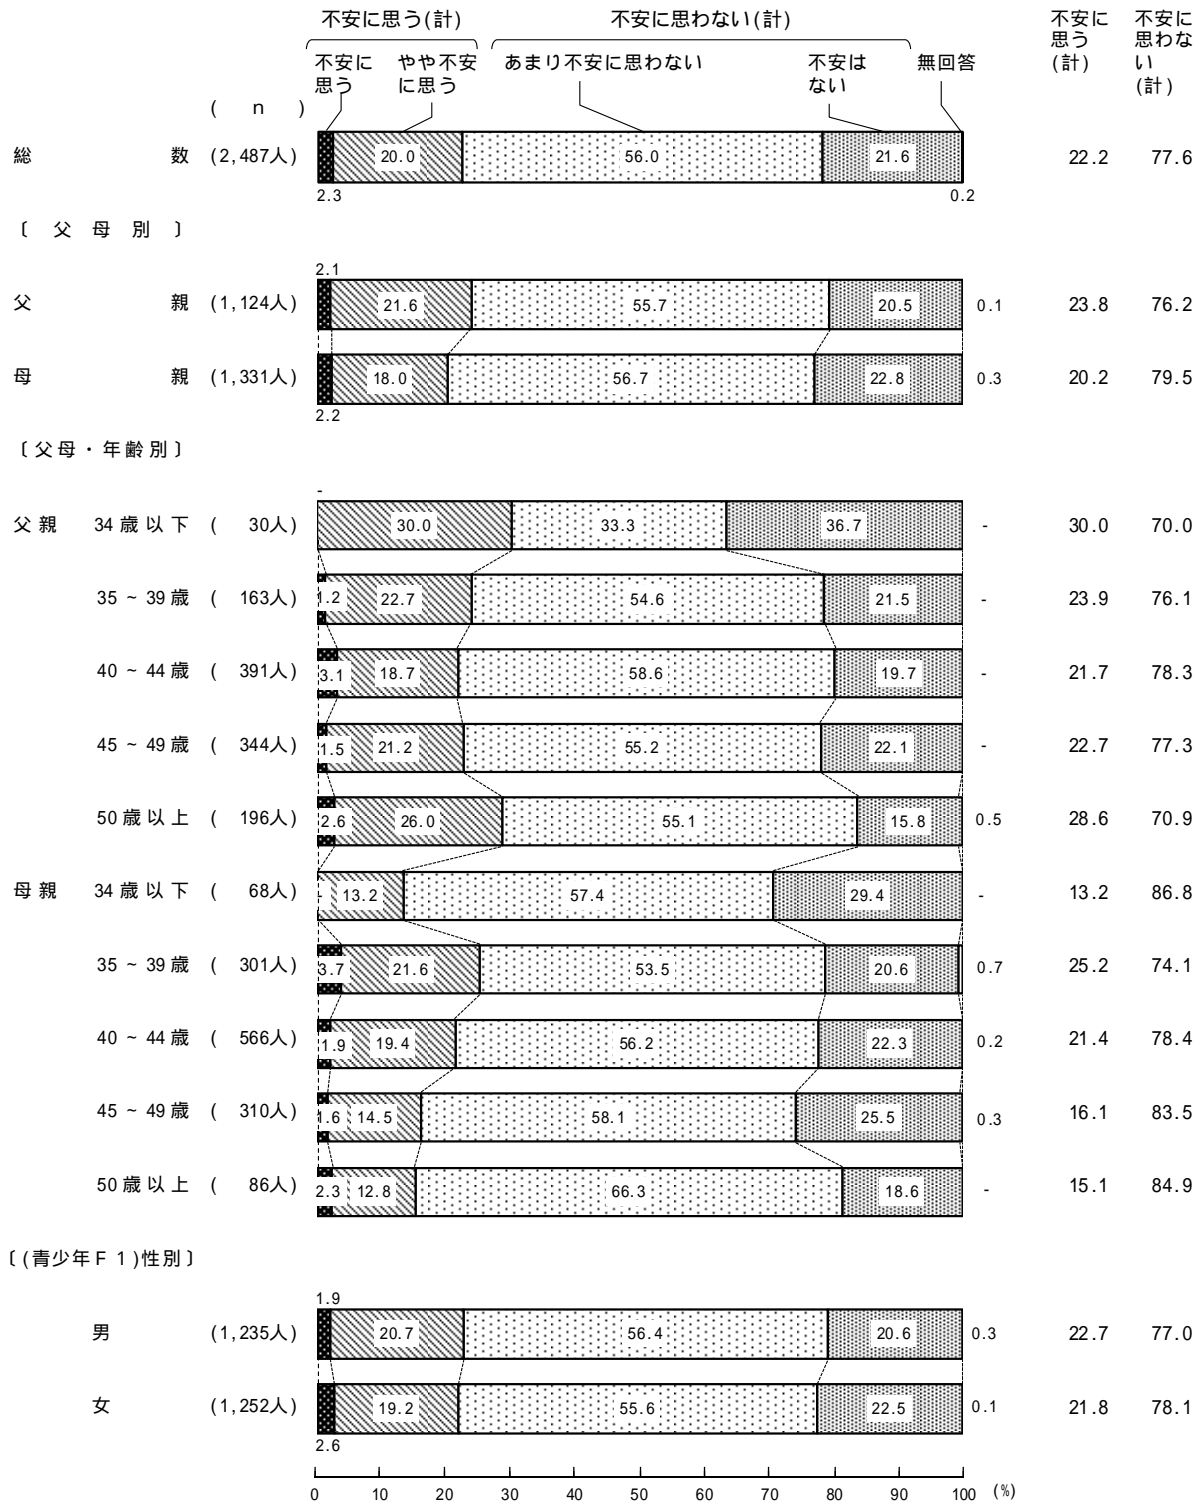 不安に思う(計) 不安に思わない(計) 不安に思う(計) 不安に思わない(計)
不安に思う やや不安に思う あまり不安に思わない 不安はない 無回答
( n )
総数 (2,487人) 20.0 56.0 21.6 22.2 77.6
2.3 0.2
〔父母別〕
2.1
父親 (1,124人) 21.6 55.7 20.5 0.1 23.8 76.2
母親 (1,331人) 18.0 56.7 22.8 0.3 20.2 79.5
2.2
〔父母・年齢別〕
-
父親 34歳以下 ( 30人) 30.0 33.3 36.7 - 30.0 70.0
35~39歳 ( 163人) 1.2 22.7 54.6 21.5 - 23.9 76.1
40~44歳 ( 391人) 3.1 18.7 58.6 19.7 - 21.7 78.3
45~49歳 ( 344人) 1.5 21.2 55.2 22.1 - 22.7 77.3
50歳以上 ( 196人) 2.6 26.0 55.1 15.8 0.5 28.6 70.9
母親 34歳以下 ( 68人) - 13.2 57.4 29.4 - 13.2 86.8
35~39歳 ( 301人) 3.7 21.6 53.5 20.6 0.7 25.2 74.1
40~44歳 ( 566人) 1.9 19.4 56.2 22.3 0.2 21.4 78.4
45~49歳 ( 310人) 1.6 14.5 58.1 25.5 0.3 16.1 83.5
50歳以上 ( 86人) 2.3 12.8 66.3 18.6 - 15.1 84.9
〔(青少年F1)性別〕
1.9
男 (1,235人) 20.7 56.4 20.6 0.3 22.7 77.0
女 (1,252人) 19.2 55.6 22.5 0.1 21.8 78.1
2.6
0 10 20 30 40 50 60 70 80 90 100 (%)